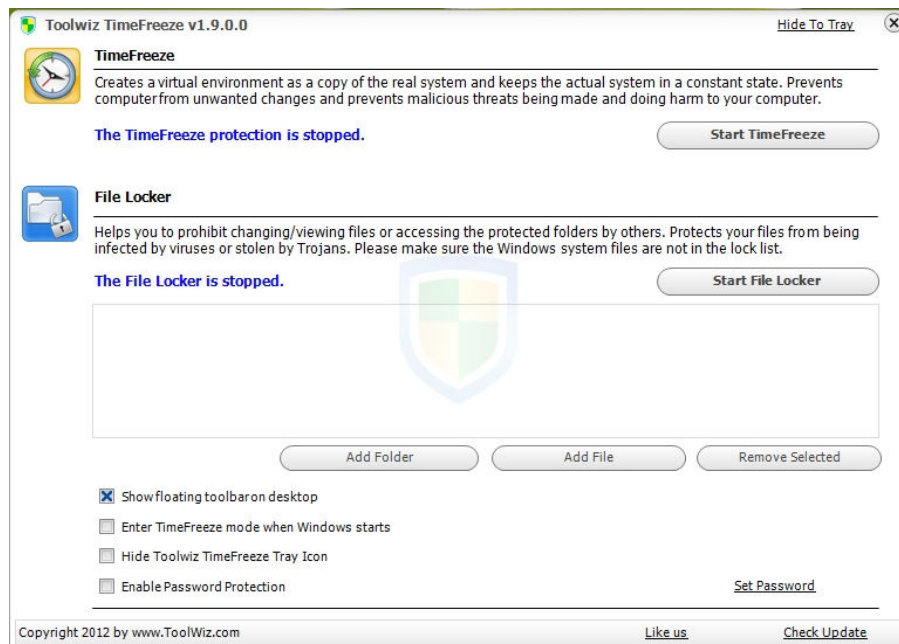 Toolwiz TimeFreeze v1.9.0.0 Hide To Tray
TimeFreeze
Creates a virtual environment as a copy of the real system and keeps the actual system in a constant state. Prevents
computer from unwanted changes and prevents malicious threats being made and doing harm to your computer.
The TimeFreeze protection is stopped. Start TimeFreeze
File Locker
Helps you to prohibit changing/viewing files or accessing the protected folders by others. Protects your files from being
infected by viruses or stolen by Trojans. Please make sure the Windows system files are not in the lock list.
The File Locker is stopped. Start File Locker
Add Folder Add File Remove Selected
Show floating toolbar on desktop
Enter TimeFreeze mode when Windows starts
Hide Toolwiz TimeFreeze Tray Icon
Enable Password Protection Set Password
Copyright 2012 by www.ToolWiz.com Like us Check Update